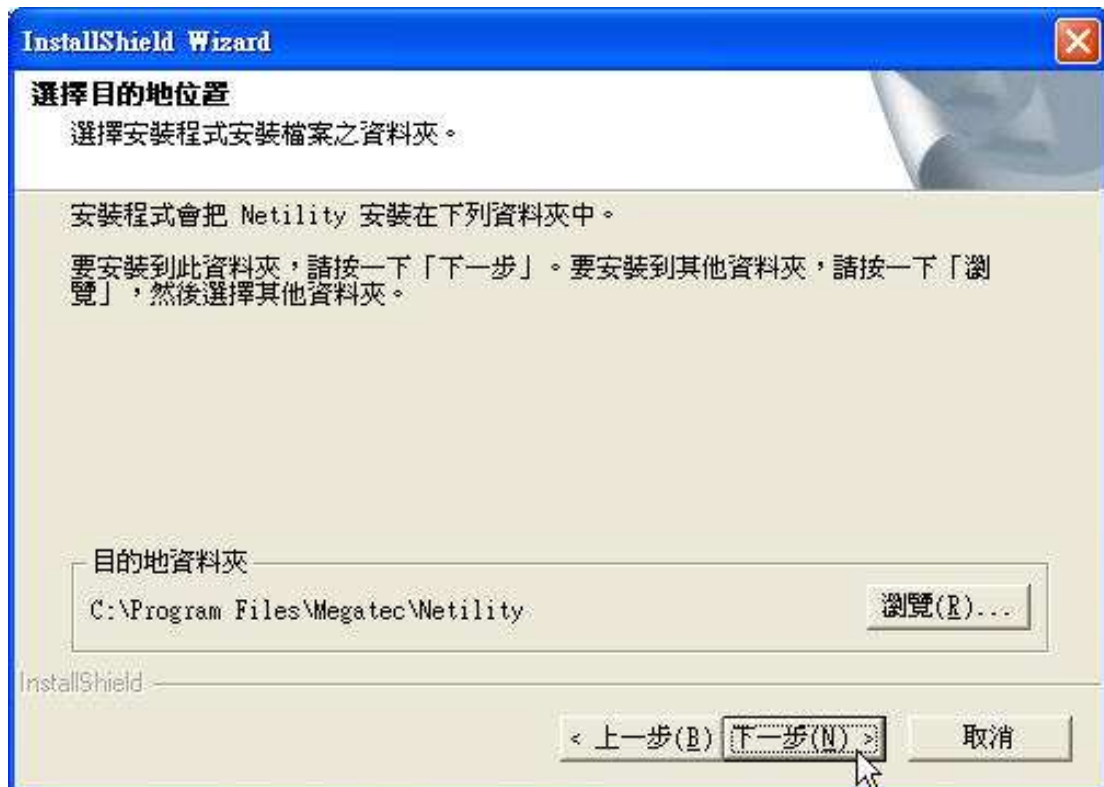 InstallShield Wizard
選擇目的地位置
選擇安裝程式安裝檔案之資料夾。
安裝程式會把 Netility 安裝在下列資料夾中。
要安裝到此資料夾，請按一下「下一步」。要安裝到其他資料夾，請按一下「瀏
覽」，然後選擇其他資料夾。
目的地資料夾
C:\Program Files\Megatec\Netility
瀏覽(R)...
InstallShield
< 上一步(B)
下一步(N) >
取消